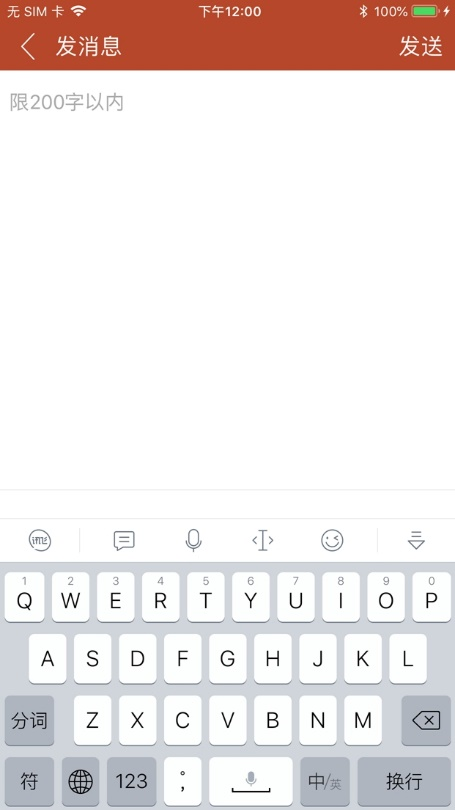 无 SIM 卡 下午12:00 100%
发消息 发送
限200字以内
1 2 3 4 5 6 7 8 9 0
Q W E R T Y U I O P
A S D F G H J K L
分词 Z X C V B N M
符 123 °, 中/英 换行